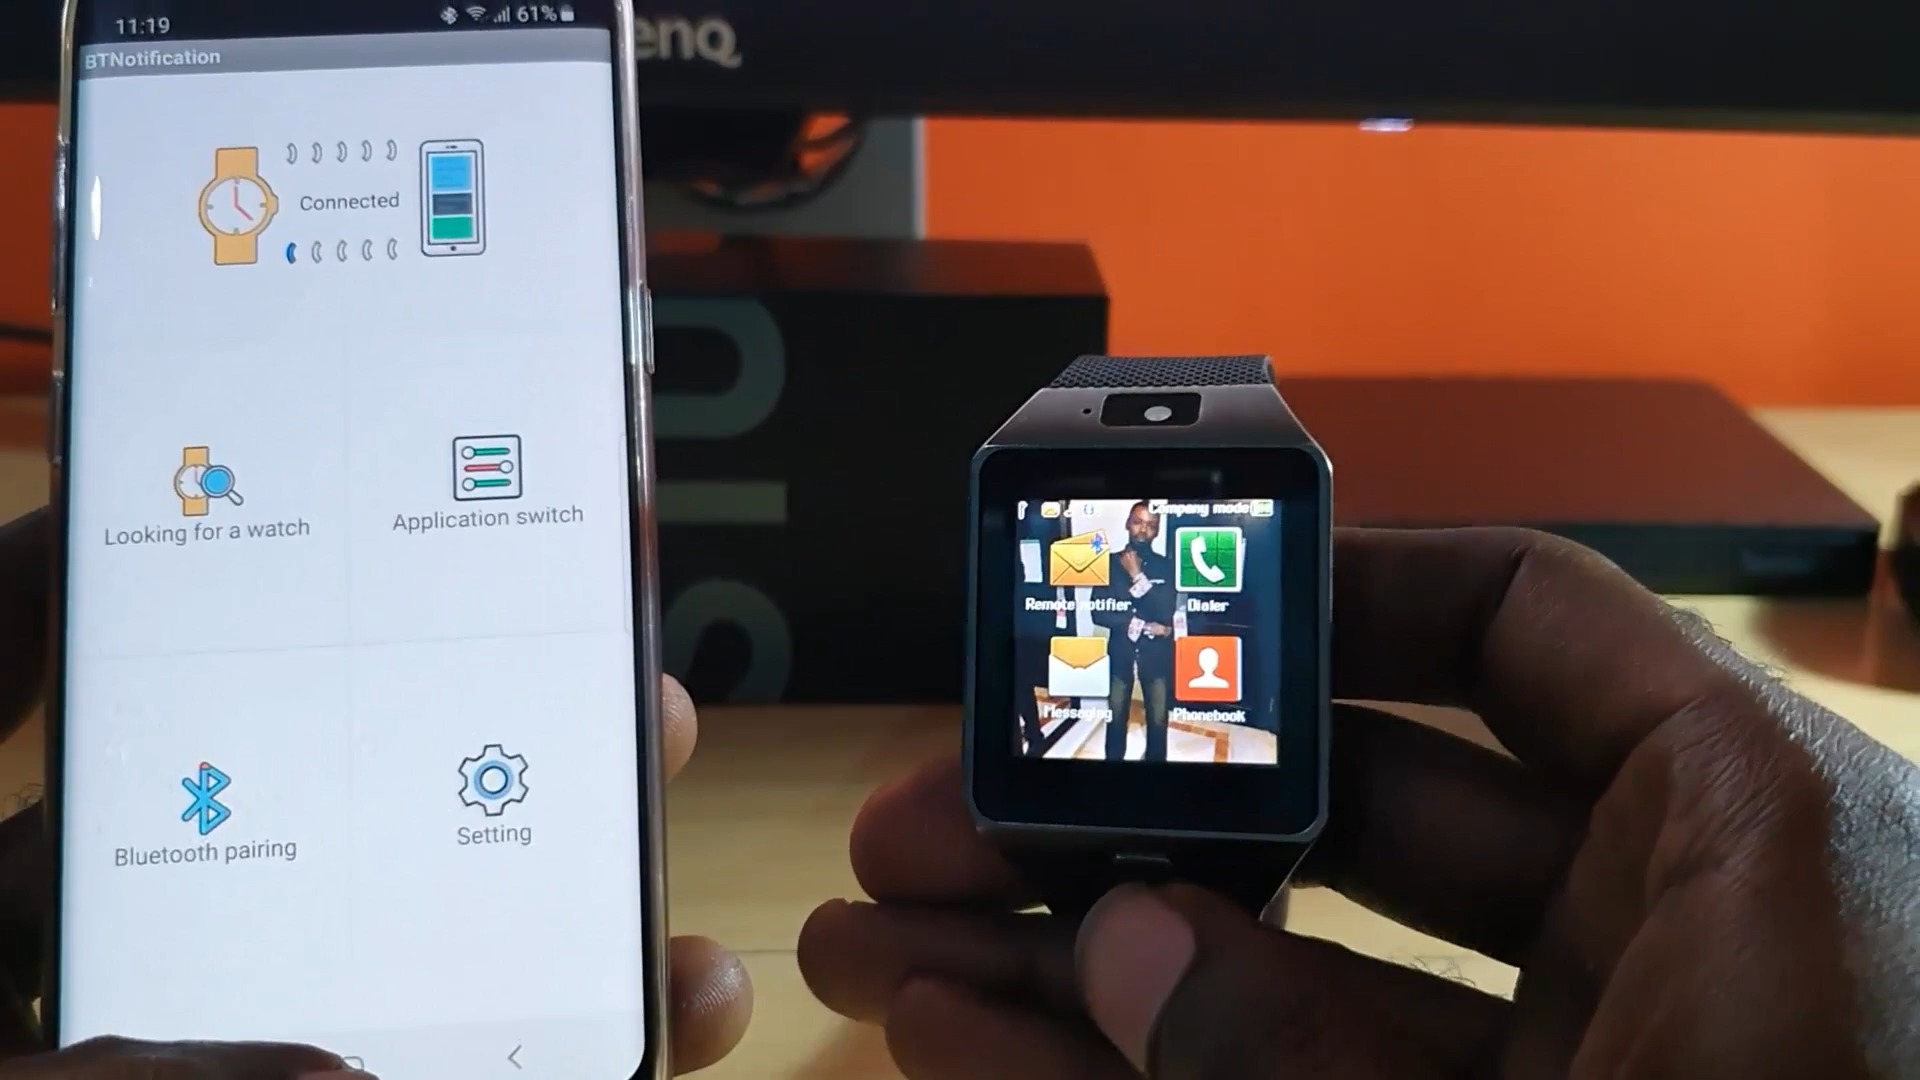 11:19
61%
BTNotification
Connected
Looking for a watch
Application switch
Bluetooth pairing
Setting
enQ
Company mode
Remote notifier
Dialer
Messaging
Phonebook